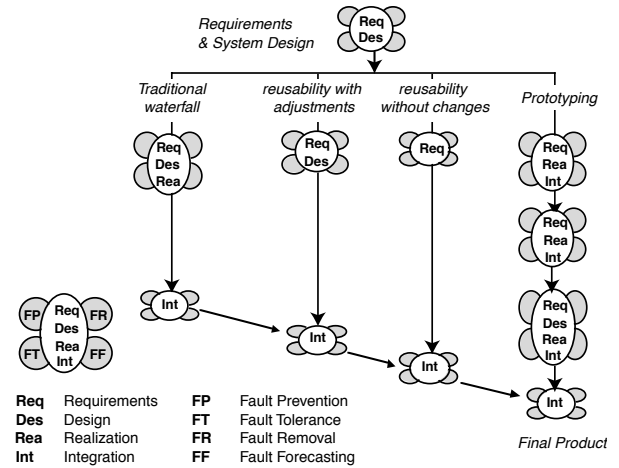 Requirements
& System Design
Req
Des
Traditional
waterfall
reusability with
adjustments
reusability
without changes
Prototyping
Req
Des
Rea
Req
Des
Req
Req
Rea
Int
Req
Rea
Int
Req
Des
Rea
Int
Int
Int
Int
Int
Final Product
FP
Req
Des
Rea
Int
FR
FT
FF
Req Requirements FP Fault Prevention
Des Design FT Fault Tolerance
Rea Realization FR Fault Removal
Int Integration FF Fault Forecasting